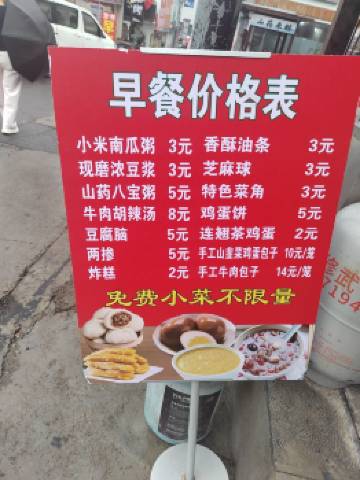 早餐价格表
小米南瓜粥 3元 香酥油条 3元
现磨浓豆浆 3元 芝麻球 3元
山药八宝粥 5元 特色菜角 3元
牛肉胡辣汤 8元 鸡蛋饼 5元
豆腐脑 5元 连翘茶鸡蛋 2元
两掺 5元 手工山韭菜鸡蛋包子 10元/笼
炸糕 2元 手工牛肉包子 14元/笼
免费小菜不限量
修武
7194